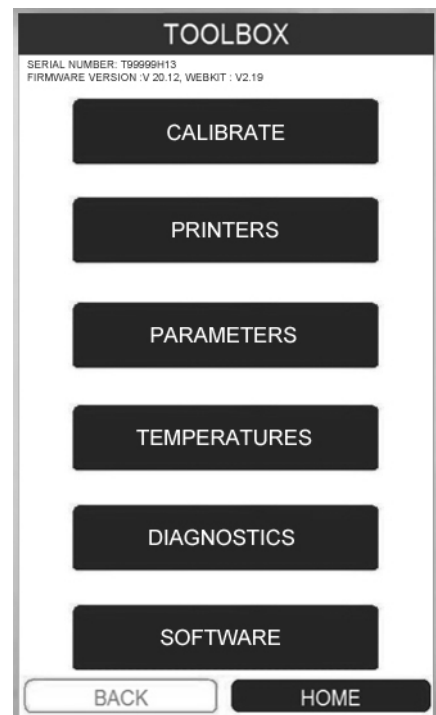 TOOLBOX
SERIAL NUMBER: T99999H13
FIRMWARE VERSION :V 20.12, WEBKIT : V2.19
CALIBRATE
PRINTERS
PARAMETERS
TEMPERATURES
DIAGNOSTICS
SOFTWARE
BACK HOME